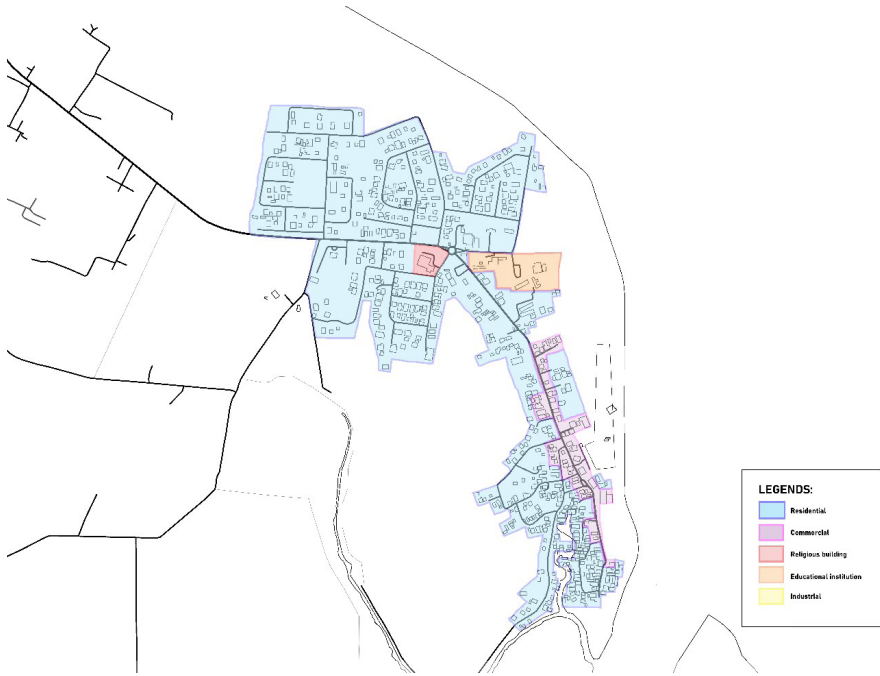 LEGENDS:
Residential
Commercial
Religious building
Educational institution
Industrial